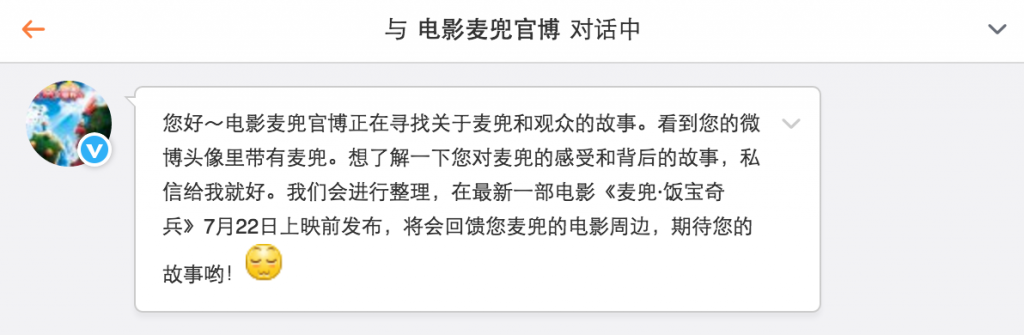 与 电影麦兜官博 对话中
您好～电影麦兜官博正在寻找关于麦兜和观众的故事。看到您的微
博头像里带有麦兜。想了解一下您对麦兜的感受和背后的故事，私
信给我就好。我们会进行整理，在最新一部电影《麦兜·饭宝奇
兵》7月22日上映前发布，将会回馈您麦兜的电影周边，期待您的
故事哟！